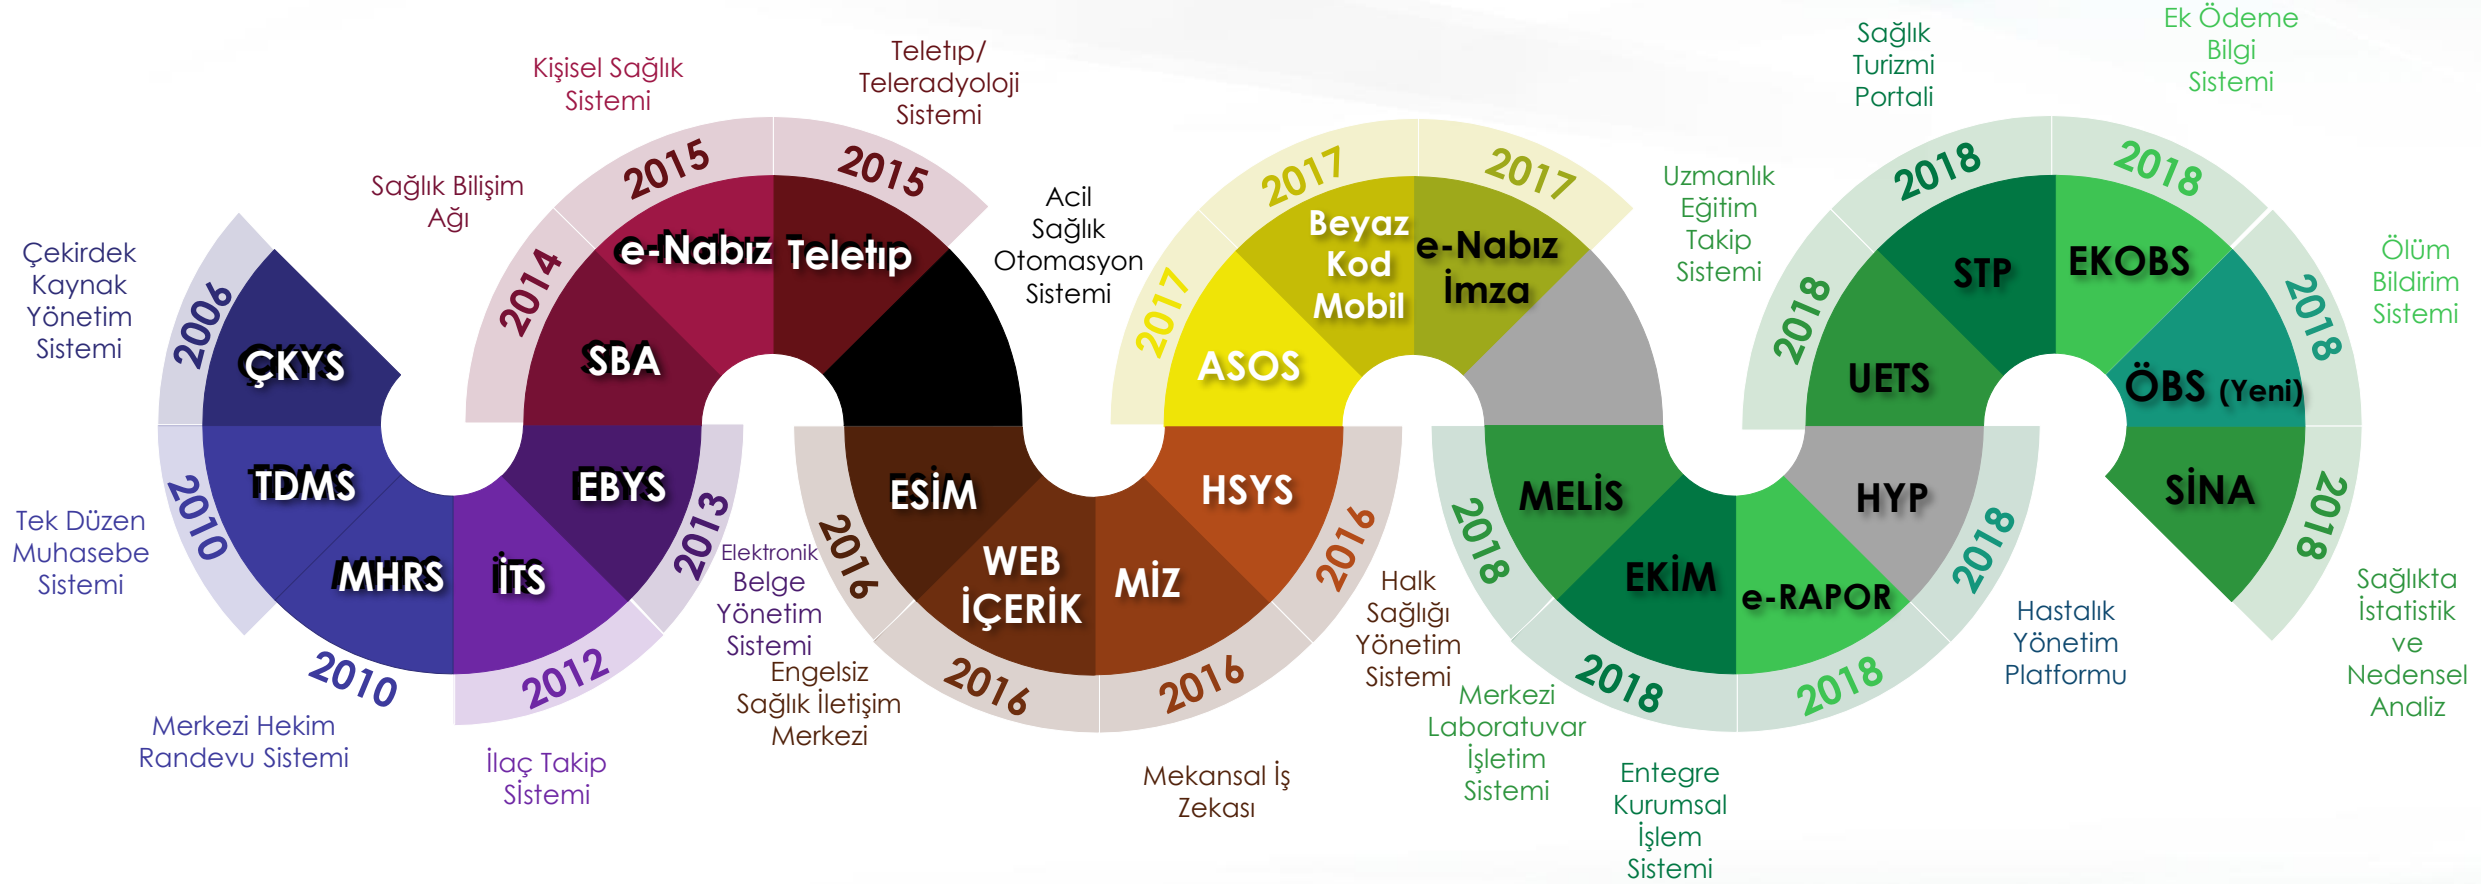 Çekirdek
Kaynak
Yönetim
Sistemi
2006
ÇKYS
2010
TDMS
Tek Düzen
Muhasebe
Sistemi
2010
MHRS
Merkezi Hekim
Randevu Sistemi
2012
İTS
İlaç Takip
Sİstemi
2013
EBYS
Elektronik
Belge
Yönetim
Sistemi
2014
SBA
Sağlık Bilişim
Ağı
2015
e-Nabız
Kişisel Sağlık
Sistemi
2015
Teletıp
Teletıp/
Teleradyoloji
Sistemi
2016
ESİM
Engelsiz
Sağlık İletişim
Merkezi
2016
WEB
İÇERİK
2016
MİZ
Mekansal İş
Zekası
2016
HSYS
Halk
Sağlığı
Yönetim
Sistemi
2017
ASOS
Acil
Sağlık
Otomasyon
Sistemi
2017
Beyaz
Kod
Mobil
2017
e-Nabız
İmza
2018
MELİS
Merkezi
Laboratuvar
İşletim
Sistemi
2018
EKİM
Entegre
Kurumsal
İşlem
Sistemi
2018
e-RAPOR
2018
HYP
Hastalık
Yönetim
Platformu
2018
UETS
Uzmanlık
Eğitim
Takip
Sistemi
2018
STP
Sağlık
Turizmi
Portali
2018
EKOBS
Ek Ödeme
Bilgi
Sistemi
2018
ÖBS (Yeni)
Ölüm
Bildirim
Sistemi
2018
SİNA
Sağlıkta
İstatistik
ve
Nedensel
Analiz